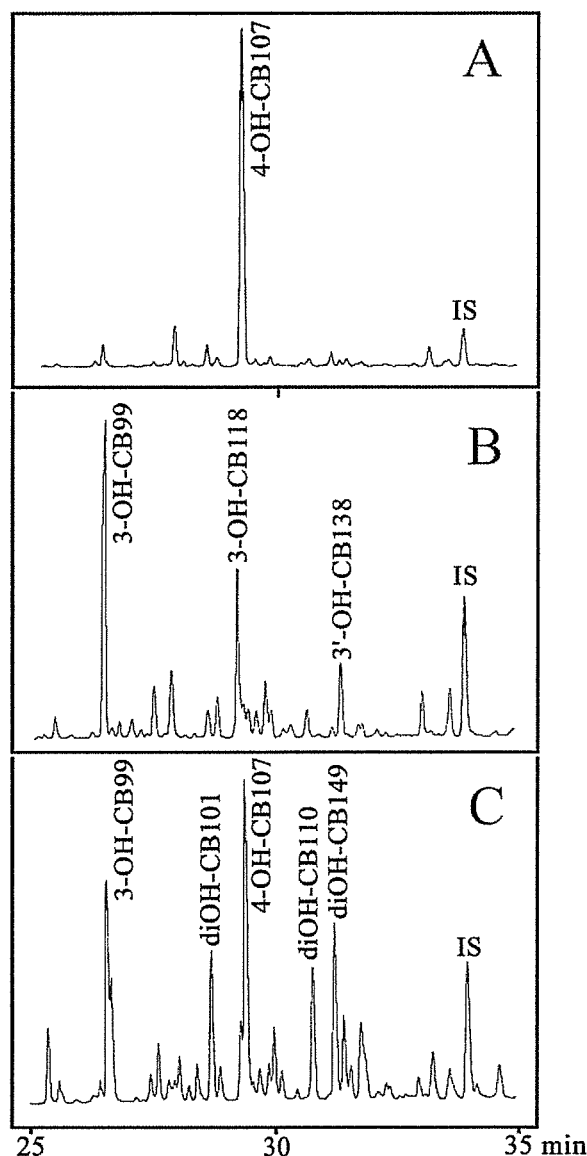 A
4-OH-CB107
IS
B
3-OH-CB99
3-OH-CB118
3'-OH-CB138
IS
C
3-OH-CB99
diOH-CB101
4-OH-CB107
diOH-CB110
diOH-CB149
IS
25 30 35 min